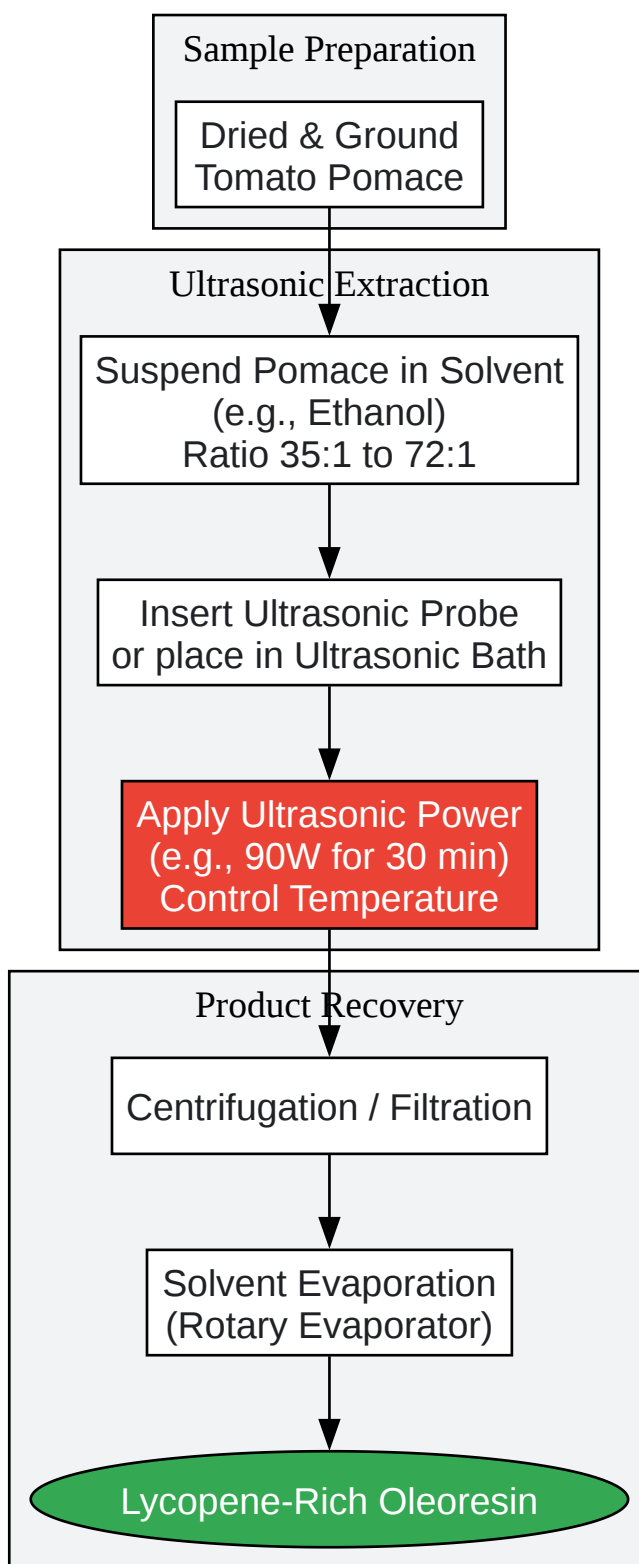 Sample Preparation
Dried & Ground
Tomato Pomace
Ultrasonic Extraction
Suspend Pomace in Solvent
(e.g., Ethanol)
Ratio 35:1 to 72:1
Insert Ultrasonic Probe
or place in Ultrasonic Bath
Apply Ultrasonic Power
(e.g., 90W for 30 min)
Control Temperature
Product Recovery
Centrifugation / Filtration
Solvent Evaporation
(Rotary Evaporator)
Lycopene-Rich Oleoresin